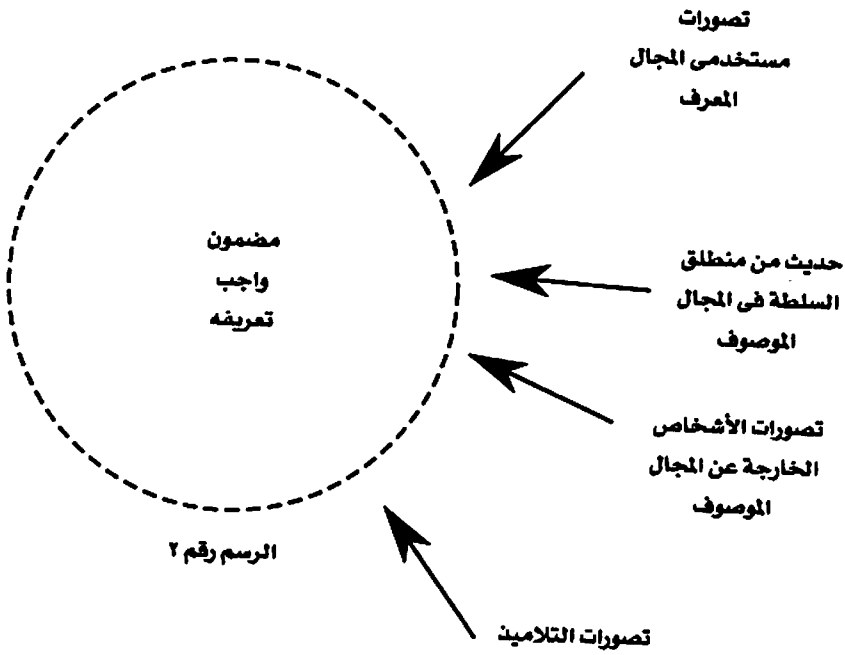 تصورات
مستخدمى المجال
المعرف
مضمون
واجب
تعريفه
حديث من منطلق
السلطة فى المجال
الموصوف
تصورات الأشخاص
الخارجة عن المجال
الموصوف
الرسم رقم ٢
تصورات التلاميذ